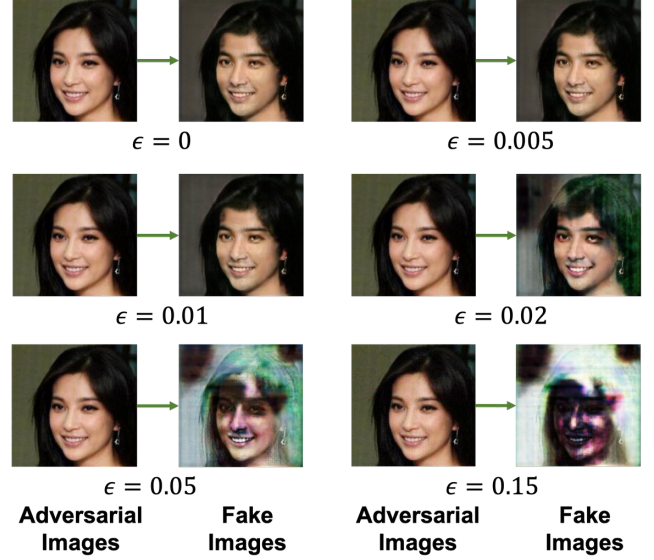 ϵ = 0
ϵ = 0.005
ϵ = 0.01
ϵ = 0.02
ϵ = 0.05
ϵ = 0.15
Adversarial Images
Fake Images
Adversarial Images
Fake Images